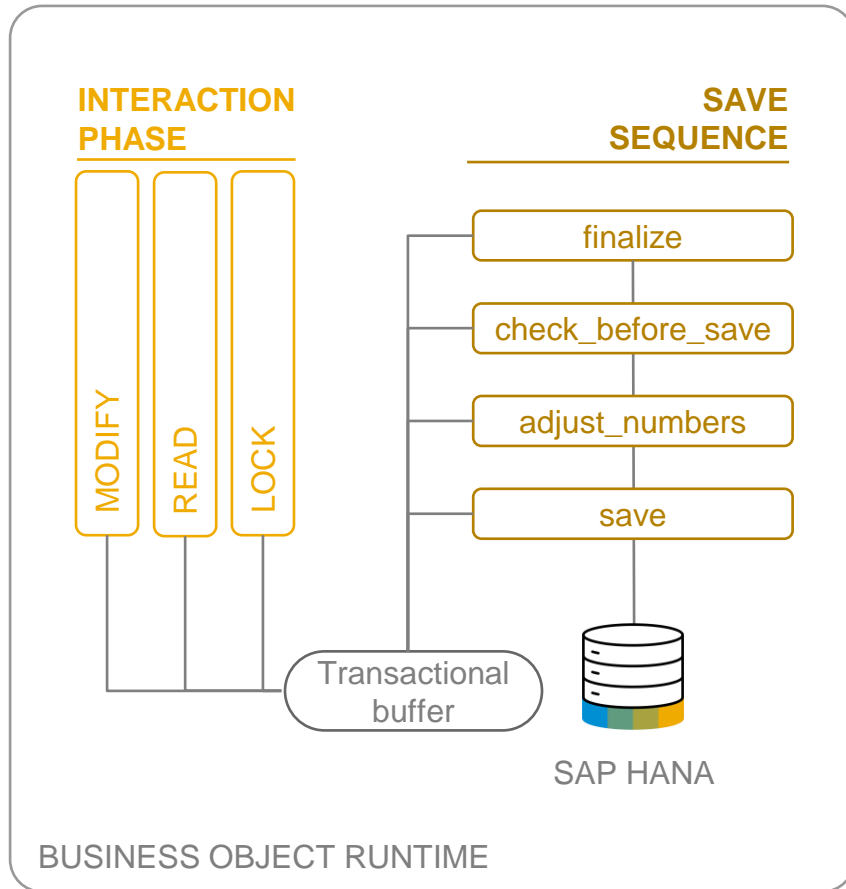 INTERACTION
PHASE
MODIFY
READ
LOCK
SAVE
SEQUENCE
finalize
check_before_save
adjust_numbers
save
Transactional
buffer
SAP HANA
BUSINESS OBJECT RUNTIME